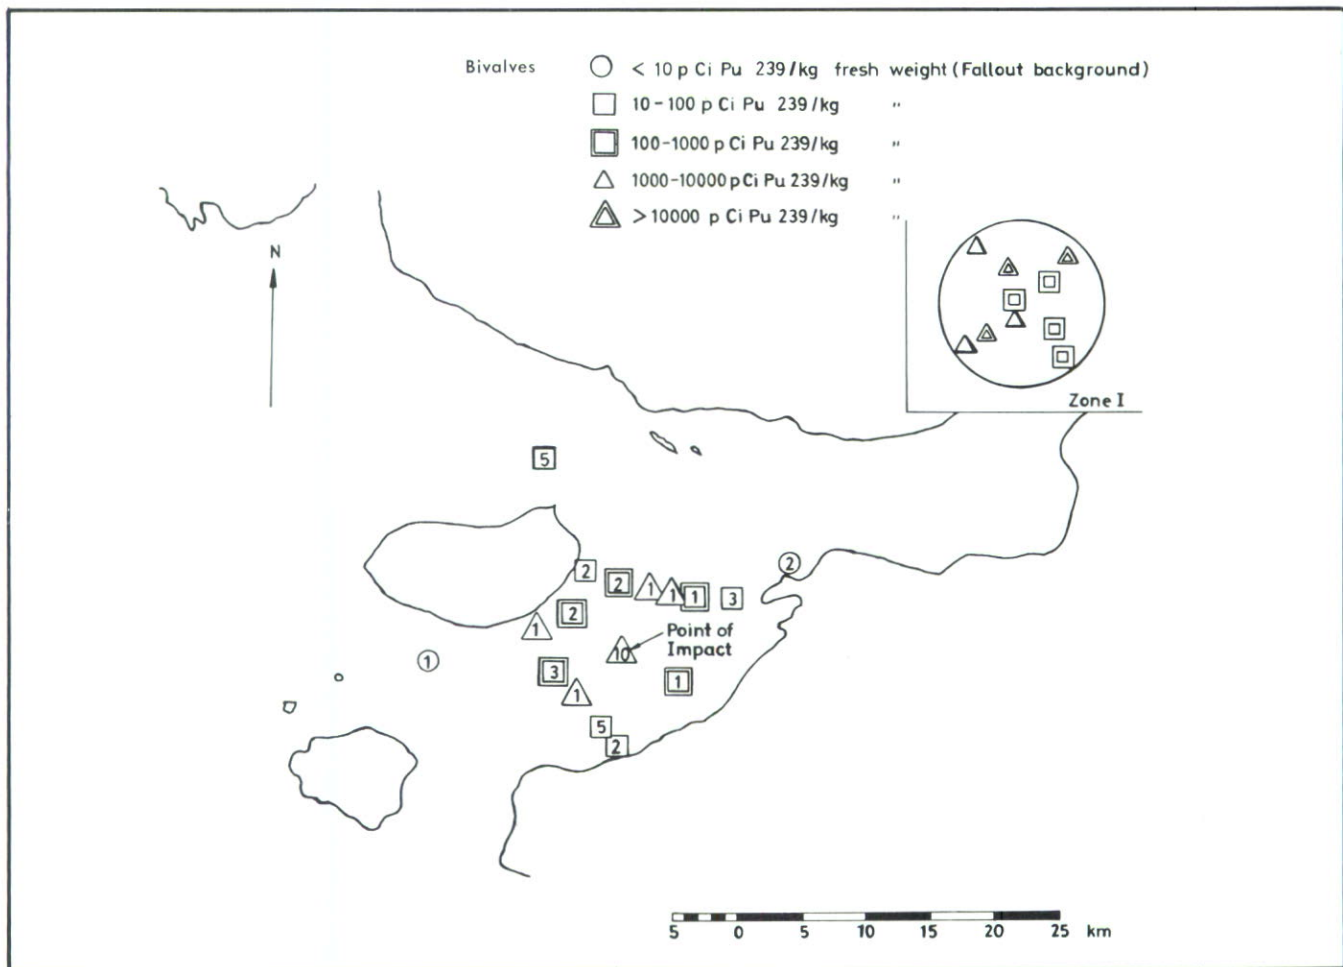 Bivalves
< 10 p Ci Pu 239/kg fresh weight (Fallout background)
10-100 p Ci Pu 239/kg "
100-1000 p Ci Pu 239/kg "
1000-10000 p Ci Pu 239/kg "
> 10000 p Ci Pu 239/kg "
N
Zone I
5
2
2
2
1
1
1
3
2
1
Point of
Impact
10
1
3
1
1
5
2
5 0 5 10 15 20 25 km